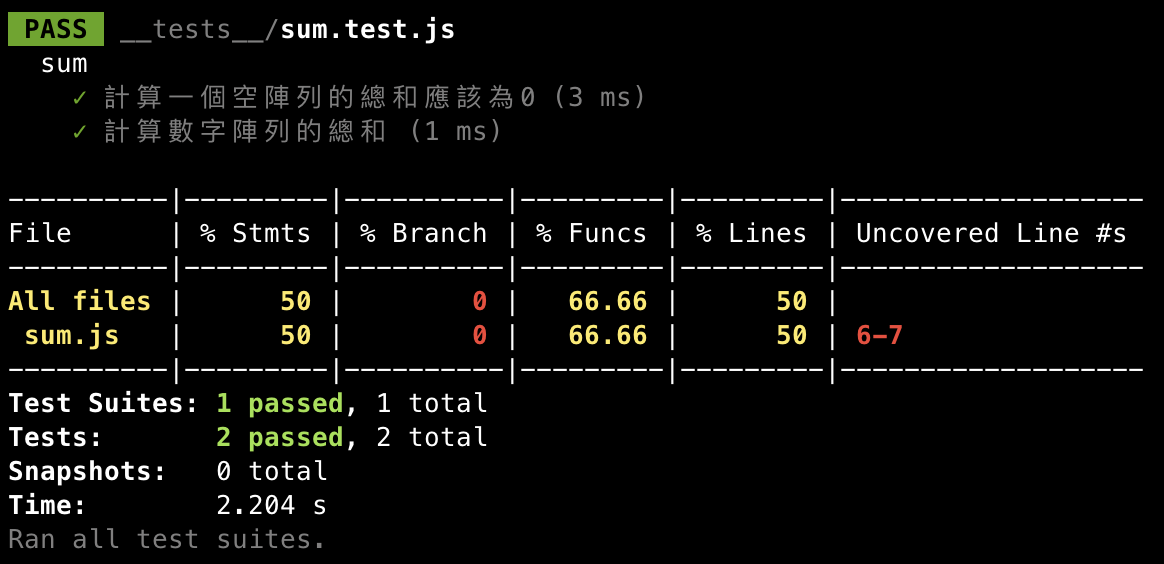 PASS __tests__/sum.test.js
  sum
    ✓ 計算一個空陣列的總和應該為0 (3 ms)
    ✓ 計算數字陣列的總和 (1 ms)

----------|---------|----------|---------|---------|-------------------
File      | % Stmts | % Branch | % Funcs | % Lines | Uncovered Line #s
----------|---------|----------|---------|---------|-------------------
All files |      50 |        0 |   66.66 |      50 |
 sum.js   |      50 |        0 |   66.66 |      50 | 6-7
----------|---------|----------|---------|---------|-------------------
Test Suites: 1 passed, 1 total
Tests:       2 passed, 2 total
Snapshots:   0 total
Time:        2.204 s
Ran all test suites.